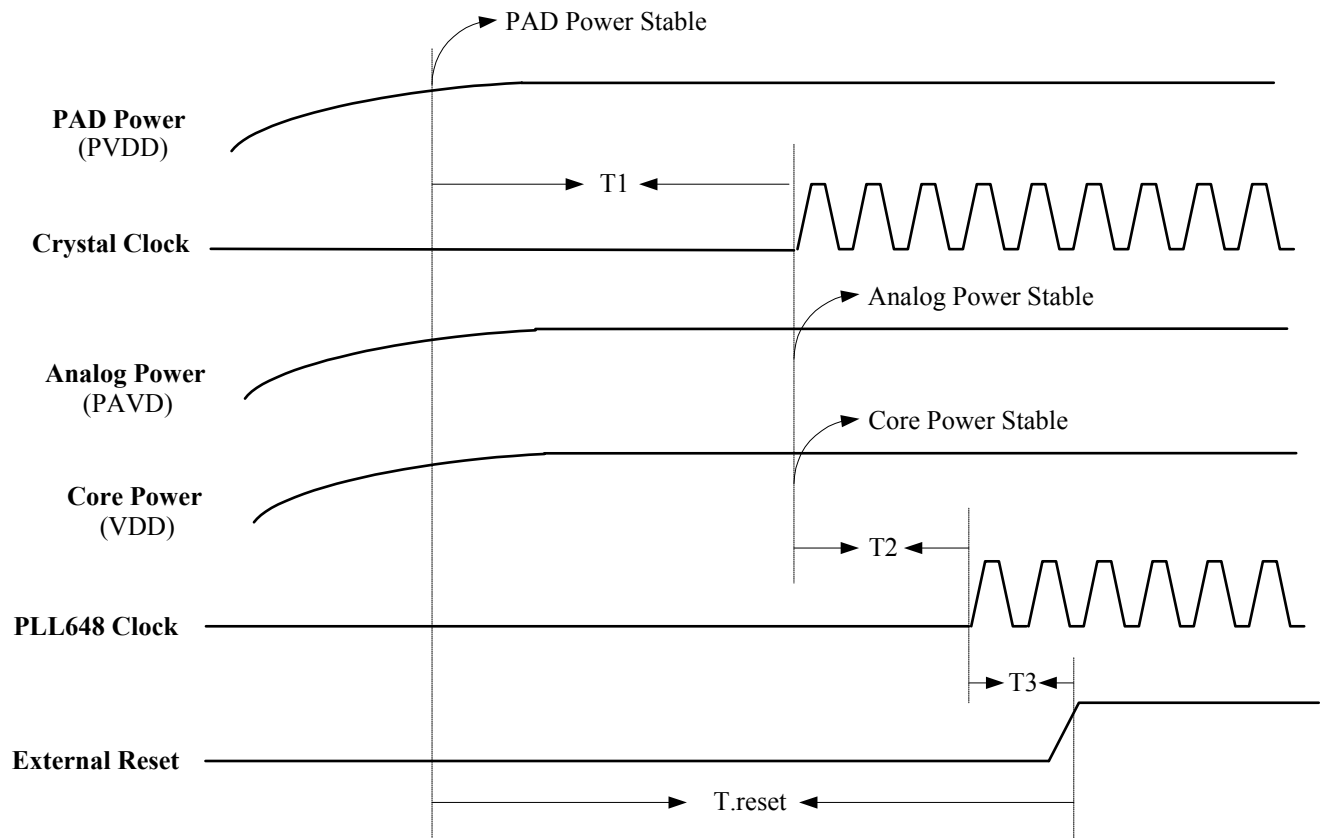 PAD Power Stable
PAD Power
(PVDD)
T1
Crystal Clock
Analog Power Stable
Analog Power
(PAVD)
Core Power Stable
Core Power
(VDD)
T2
PLL648 Clock
T3
External Reset
T.reset